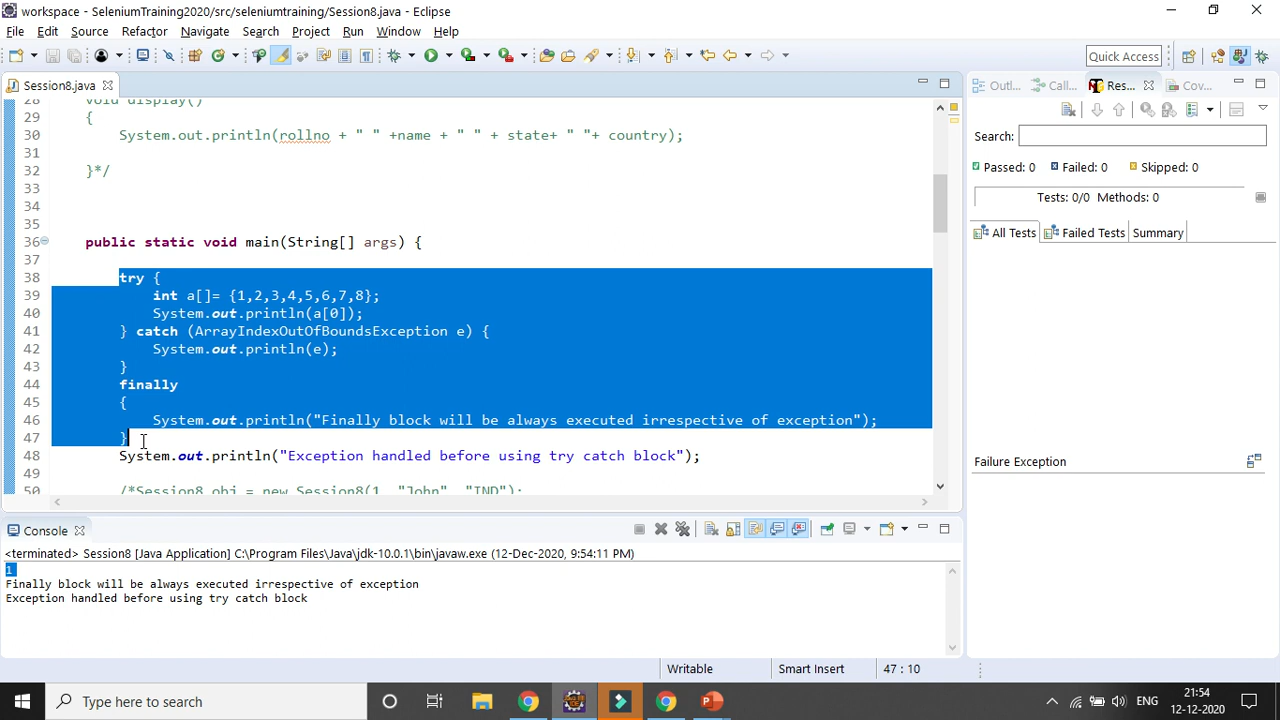 workspace - SeleniumTraining2020/src/seleniumtraining/Session8.java - Eclipse
File Edit Source Refactor Navigate Search Project Run Window Help
Quick Access
Session8.java
Outl... Call... Res... Cov...
28 void display()
29 {
30 System.out.println(rollno + " " +name + " " + state+ " "+ country);
31
32 }*/
33
34
35
36 public static void main(String[] args) {
37
38 try {
39 int a[]= {1,2,3,4,5,6,7,8};
40 System.out.println(a[0]);
41 } catch (ArrayIndexOutOfBoundsException e) {
42 System.out.println(e);
43 }
44 finally
45 {
46 System.out.println("Finally block will be always executed irrespective of exception");
47 }
48 System.out.println("Exception handled before using try catch block");
49
50 /*Session8 obj = new Session8(1, "John", "IND");
Search:
Passed: 0 Failed: 0 Skipped: 0
Tests: 0/0 Methods: 0
All Tests Failed Tests Summary
Failure Exception
Console
<terminated> Session8 [Java Application] C:\Program Files\Java\jdk-10.0.1\bin\javaw.exe (12-Dec-2020, 9:54:11 PM)
1
Finally block will be always executed irrespective of exception
Exception handled before using try catch block
Writable Smart Insert 47 : 10
Type here to search
ENG
21:54
12-12-2020